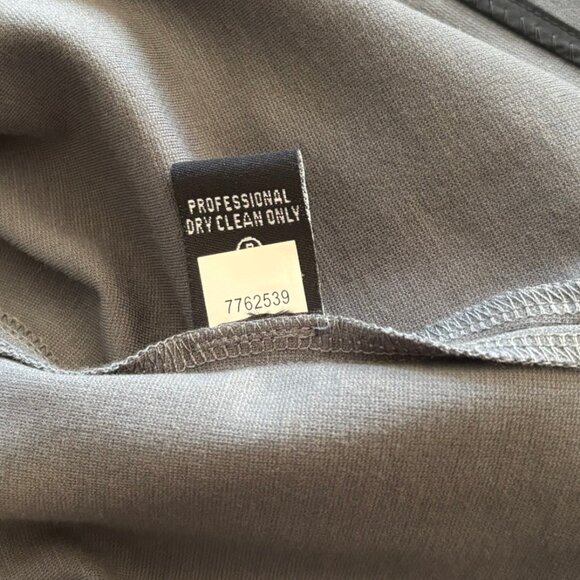 PROFESSIONAL
DRY CLEAN ONLY
P
7762539